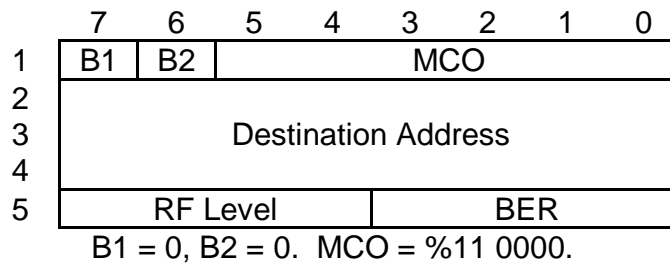 7 6 5 4 3 2 1 0
1 B1 B2 MCO
2
3 Destination Address
4
5 RF Level BER
B1 = 0, B2 = 0. MCO = %11 0000.